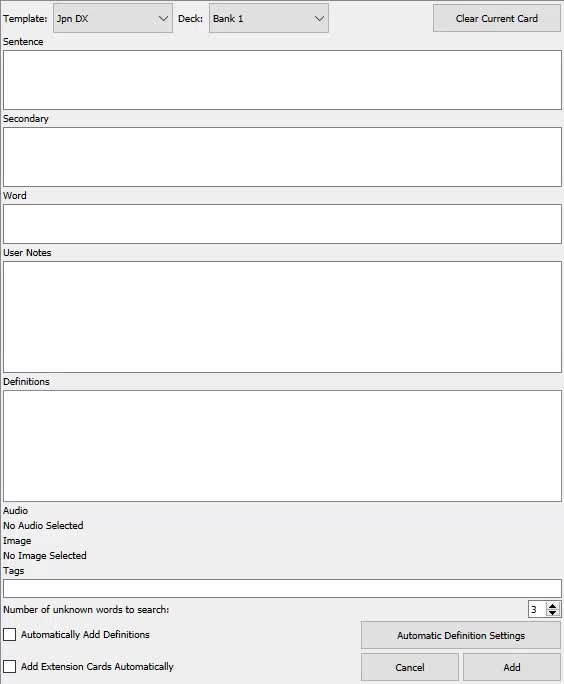 Template: Jpn DX Deck: Bank 1 Clear Current Card
Sentence
Secondary
Word
User Notes
Definitions
Audio
No Audio Selected
Image
No Image Selected
Tags
Number of unknown words to search: 3
Automatically Add Definitions Automatic Definition Settings
Add Extension Cards Automatically Cancel Add